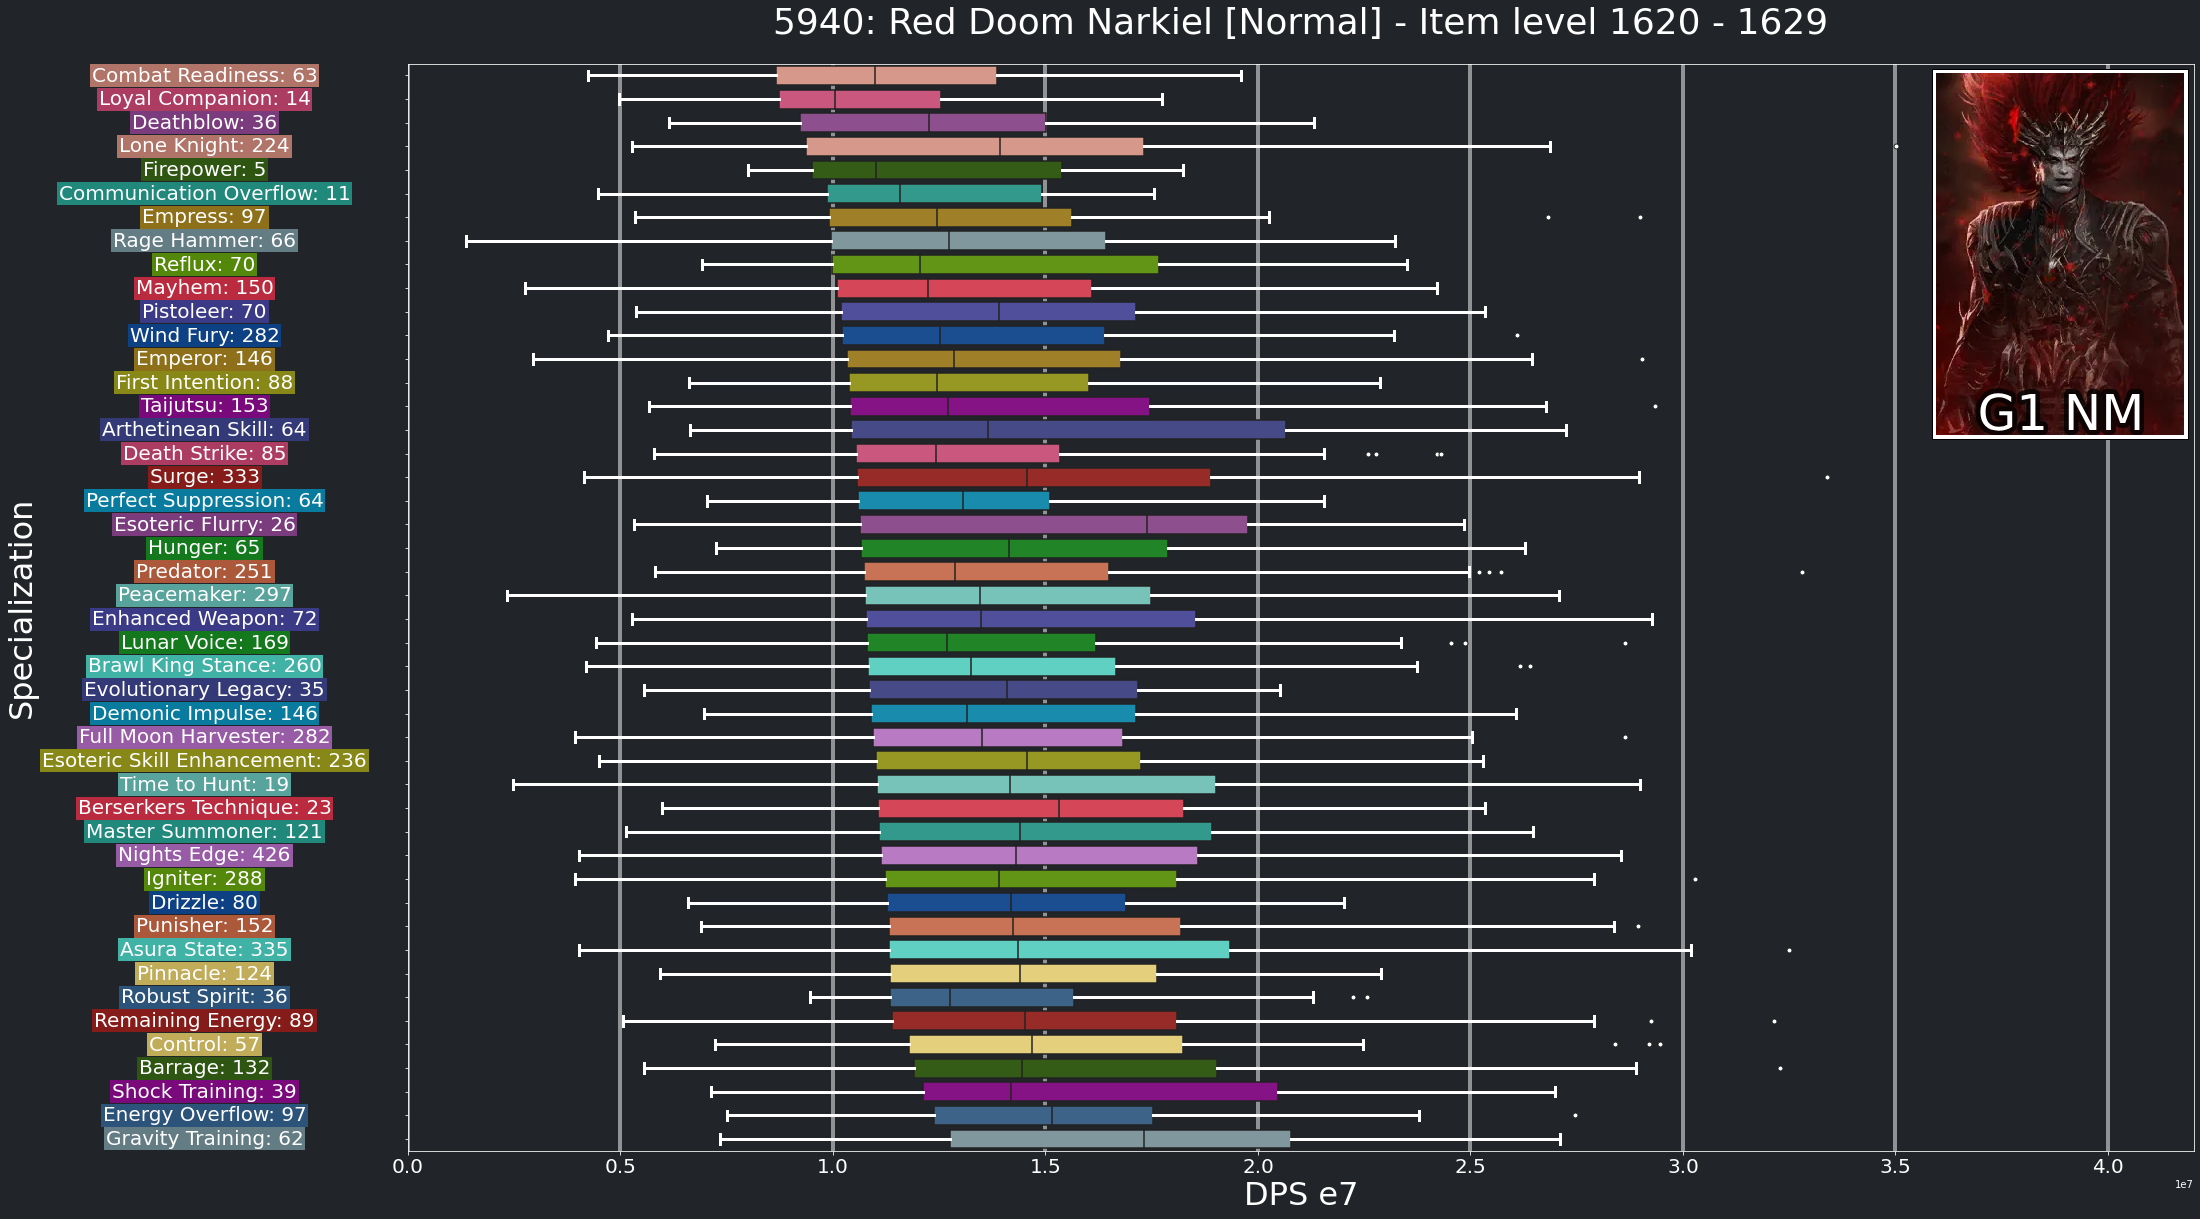 5940: Red Doom Narkiel [Normal] - Item level 1620 - 1629
Specialization
Combat Readiness: 63
Loyal Companion: 14
Deathblow: 36
Lone Knight: 224
Firepower: 5
Communication Overflow: 11
Empress: 97
Rage Hammer: 66
Reflux: 70
Mayhem: 150
Pistoleer: 70
Wind Fury: 282
Emperor: 146
First Intention: 88
Taijutsu: 153
Arthetinean Skill: 64
Death Strike: 85
Surge: 333
Perfect Suppression: 64
Esoteric Flurry: 26
Hunger: 65
Predator: 251
Peacemaker: 297
Enhanced Weapon: 72
Lunar Voice: 169
Brawl King Stance: 260
Evolutionary Legacy: 35
Demonic Impulse: 146
Full Moon Harvester: 282
Esoteric Skill Enhancement: 236
Time to Hunt: 19
Berserkers Technique: 23
Master Summoner: 121
Nights Edge: 426
Igniter: 288
Drizzle: 80
Punisher: 152
Asura State: 335
Pinnacle: 124
Robust Spirit: 36
Remaining Energy: 89
Control: 57
Barrage: 132
Shock Training: 39
Energy Overflow: 97
Gravity Training: 62
G1 NM
0.0 0.5 1.0 1.5 2.0 2.5 3.0 3.5 4.0
1e7
DPS e7